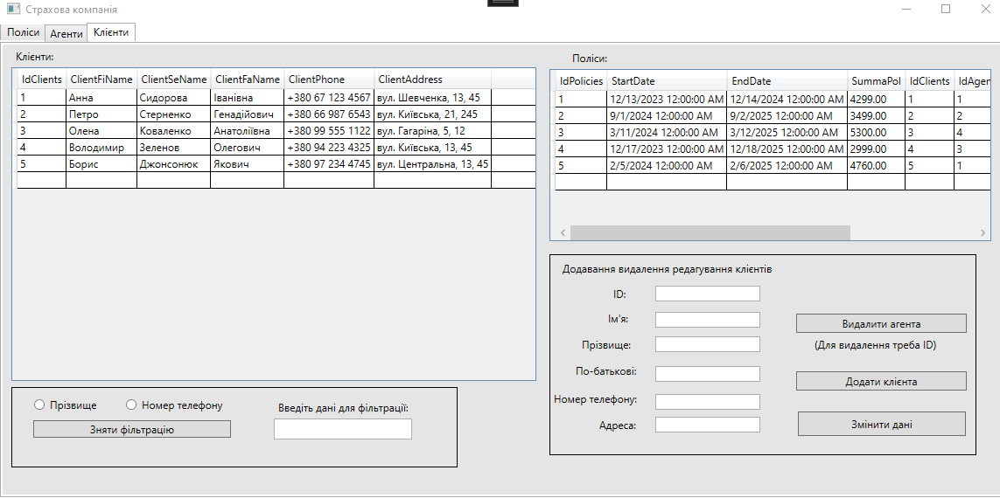 Страхова компанія
Поліси Агенти Клієнти
Клієнти:
IdClients ClientFiName ClientSeName ClientFaName ClientPhone ClientAddress
1 Анна Сидорова Іванівна +380 67 123 4567 вул. Шевченка, 13, 45
2 Петро Стерненко Генадійович +380 66 987 6543 вул. Київська, 21, 245
3 Олена Коваленко Анатоліївна +380 99 555 1122 вул. Гагаріна, 5, 12
4 Володимир Зеленов Олегович +380 94 223 4325 вул. Київська, 13, 45
5 Борис Джонсонюк Якович +380 97 234 4745 вул. Центральна, 13, 45
Поліси:
IdPolicies StartDate EndDate SummaPol IdClients IdAgen
1 12/13/2023 12:00:00 AM 12/14/2024 12:00:00 AM 4299.00 1 1
2 9/1/2024 12:00:00 AM 9/2/2025 12:00:00 AM 3499.00 2 2
3 3/11/2024 12:00:00 AM 3/12/2025 12:00:00 AM 5300.00 3 4
4 12/17/2023 12:00:00 AM 12/18/2025 12:00:00 AM 2999.00 4 3
5 2/5/2024 12:00:00 AM 2/6/2025 12:00:00 AM 4760.00 5 1
Додавання видалення редагування клієнтів
ID:
Ім'я:
Прізвище:
По-батькові:
Номер телефону:
Адреса:
Видалити агента
(Для видалення треба ID)
Додати клієнта
Змінити дані
Прізвище Номер телефону
Зняти фільтрацію
Введіть дані для фільтрації: